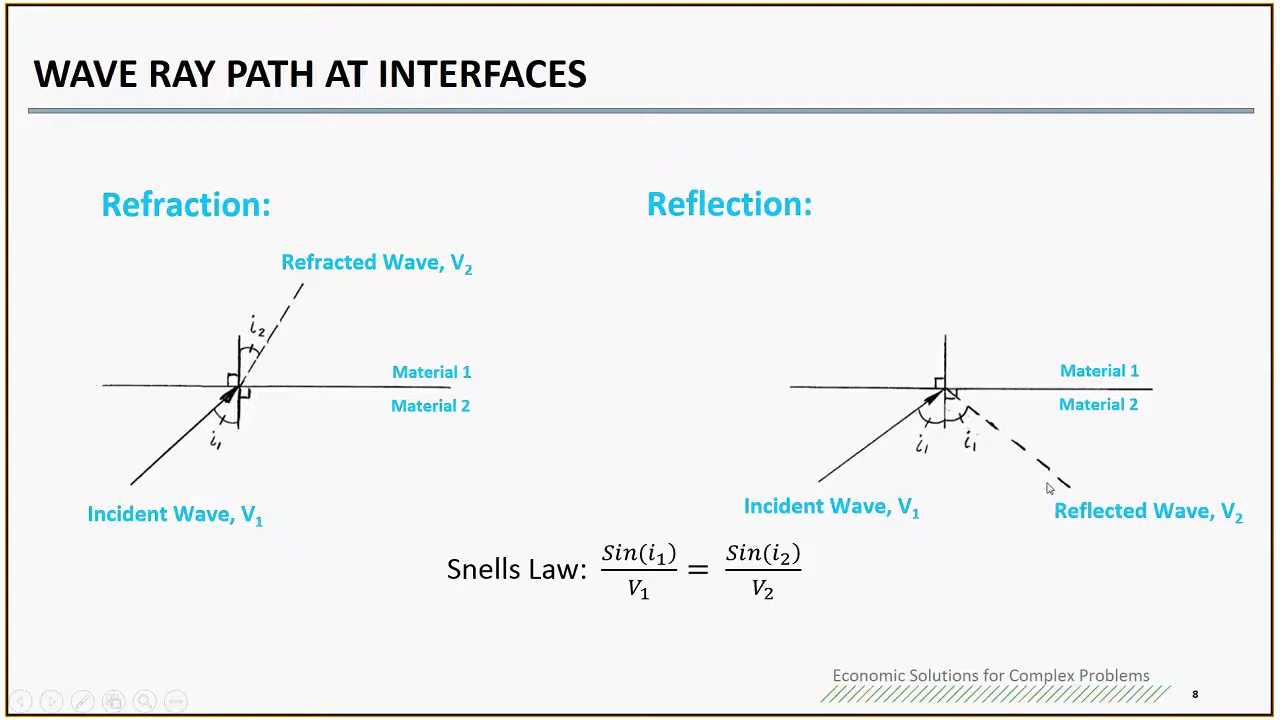 WAVE RAY PATH AT INTERFACES
Refraction:
Refracted Wave, V₂
i₂
Material 1
Material 2
i₁
Incident Wave, V₁
Reflection:
Material 1
Material 2
i₁ i₁
Incident Wave, V₁
Reflected Wave, V₂
Snells Law: Sin(i₁)/V₁ = Sin(i₂)/V₂
Economic Solutions for Complex Problems
8